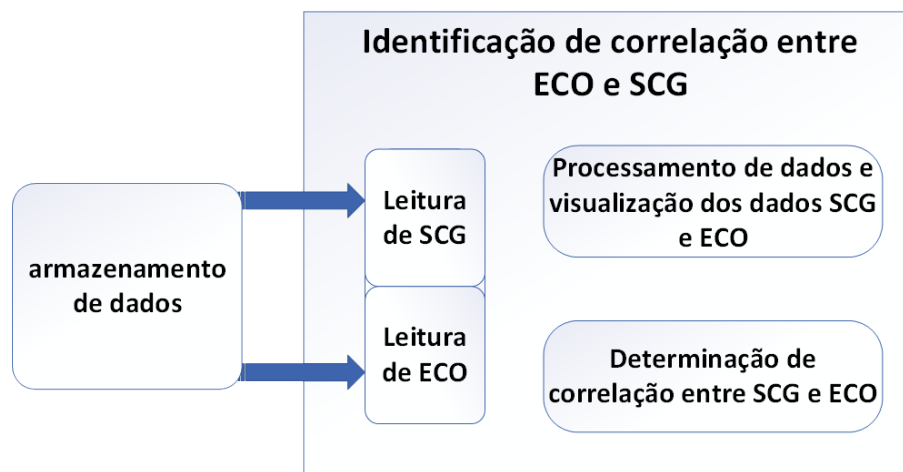 Identificação de correlação entre
ECO e SCG
armazenamento
de dados
Leitura
de SCG
Leitura
de ECO
Processamento de dados e
visualização dos dados SCG
e ECO
Determinação de
correlação entre SCG e ECO